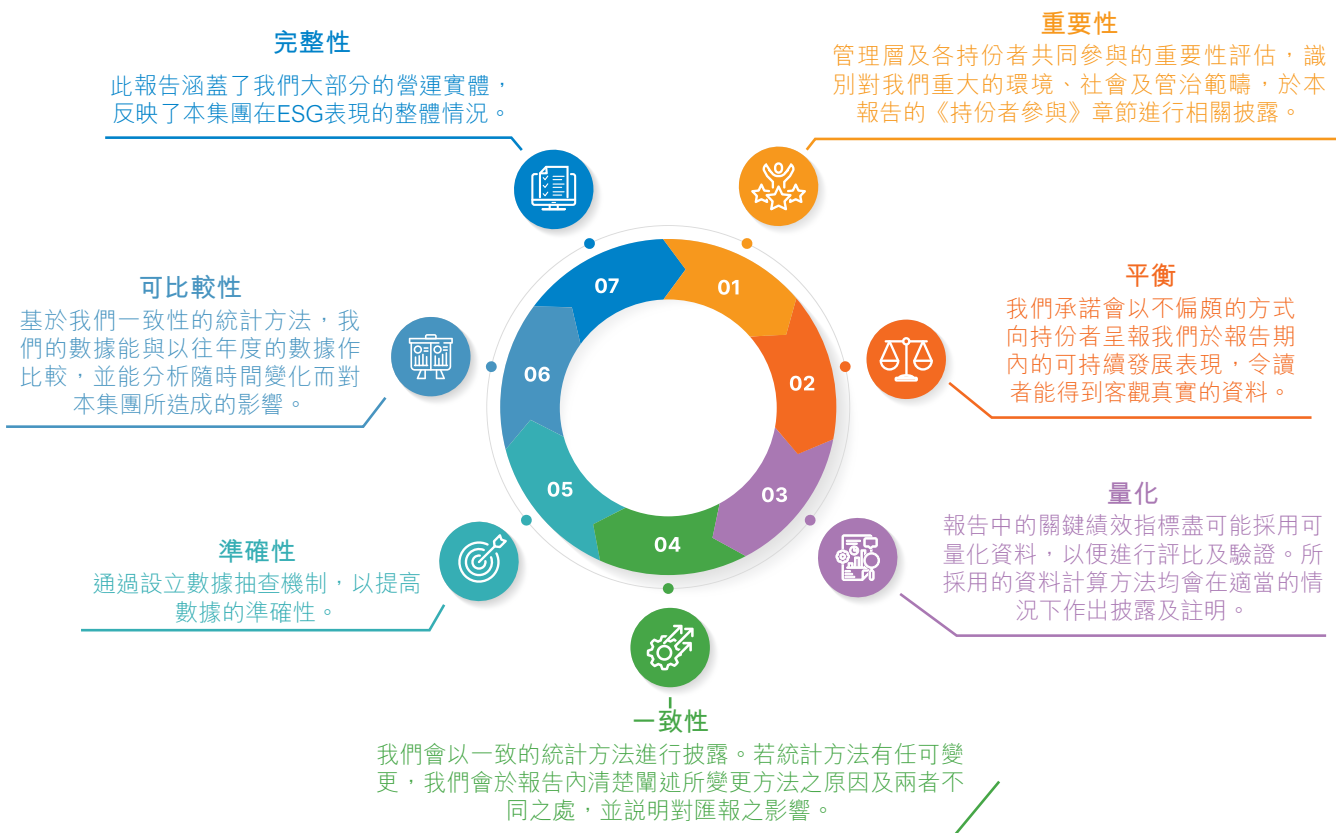 完整性
此報告涵蓋了我們大部分的營運實體，
反映了本集團在ESG表現的整體情況。
重要性
管理層及各持份者共同參與的重要性評估，識
別對我們重大的環境、社會及管治範疇，於本
報告的《持份者參與》章節進行相關披露。
可比較性
基於我們一致性的統計方法，我
們的數據能與以往年度的數據作
比較，並能分析隨時間變化而對
本集團所造成的影響。
平衡
我們承諾會以不偏頗的方式
向持份者呈報我們於報告期
內的可持續發展表現，令讀
者能得到客觀真實的資料。
07
01
06
02
05
03
04
準確性
通過設立數據抽查機制，以提高
數據的準確性。
量化
報告中的關鍵績效指標盡可能採用可
量化資料，以便進行評比及驗證。所
採用的資料計算方法均會在適當的情
況下作出披露及註明。
一致性
我們會以一致的統計方法進行披露。若統計方法有任可變
更，我們會於報告內清楚闡述所變更方法之原因及兩者不
同之處，並説明對匯報之影響。